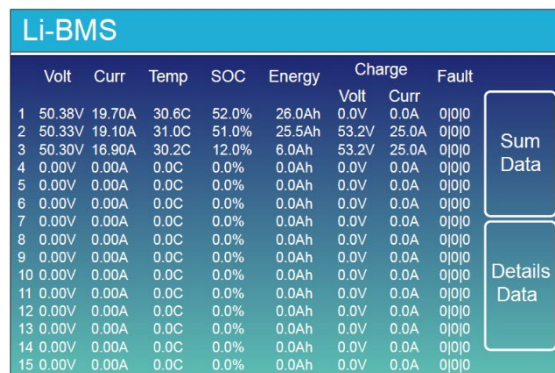 Li-BMS
Volt Curr Temp SOC Energy Charge Fault
Volt Curr
1 50.38V 19.70A 30.6C 52.0% 26.0Ah 0.0V 0.0A 0|0|0
2 50.33V 19.10A 31.0C 51.0% 25.5Ah 53.2V 25.0A 0|0|0
3 50.30V 16.90A 30.2C 12.0% 6.0Ah 53.2V 25.0A 0|0|0
4 0.00V 0.00A 0.0C 0.0% 0.0Ah 0.0V 0.0A 0|0|0
5 0.00V 0.00A 0.0C 0.0% 0.0Ah 0.0V 0.0A 0|0|0
6 0.00V 0.00A 0.0C 0.0% 0.0Ah 0.0V 0.0A 0|0|0
7 0.00V 0.00A 0.0C 0.0% 0.0Ah 0.0V 0.0A 0|0|0
8 0.00V 0.00A 0.0C 0.0% 0.0Ah 0.0V 0.0A 0|0|0
9 0.00V 0.00A 0.0C 0.0% 0.0Ah 0.0V 0.0A 0|0|0
10 0.00V 0.00A 0.0C 0.0% 0.0Ah 0.0V 0.0A 0|0|0
11 0.00V 0.00A 0.0C 0.0% 0.0Ah 0.0V 0.0A 0|0|0
12 0.00V 0.00A 0.0C 0.0% 0.0Ah 0.0V 0.0A 0|0|0
13 0.00V 0.00A 0.0C 0.0% 0.0Ah 0.0V 0.0A 0|0|0
14 0.00V 0.00A 0.0C 0.0% 0.0Ah 0.0V 0.0A 0|0|0
15 0.00V 0.00A 0.0C 0.0% 0.0Ah 0.0V 0.0A 0|0|0
Sum
Data
Details
Data